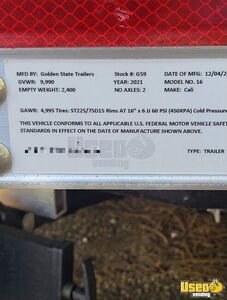 MFD BY: Golden State Trailers Stock #: G59 DATE OF MFG: 12/04/2
GVWR: 9,990 YEAR: 2021 MODEL NO. 16
EMPTY WEIGHT: 2,400 NO AXLES: 2 MAKE: Cali
GAWR: 4,995 Tires: ST225/75D15 Rims AT 16" x 6 JJ 60 PSI (450KPA) Cold Pressure
THIS VEHICLE CONFORMS TO ALL APPLICABLE U.S. FEDERAL MOTOR VEHICLE SAFET
STANDARDS IN EFFECT ON THE DATE OF MANUFACTURE SHOWN ABOVE.
TYPE: TRAILER
Used
vending